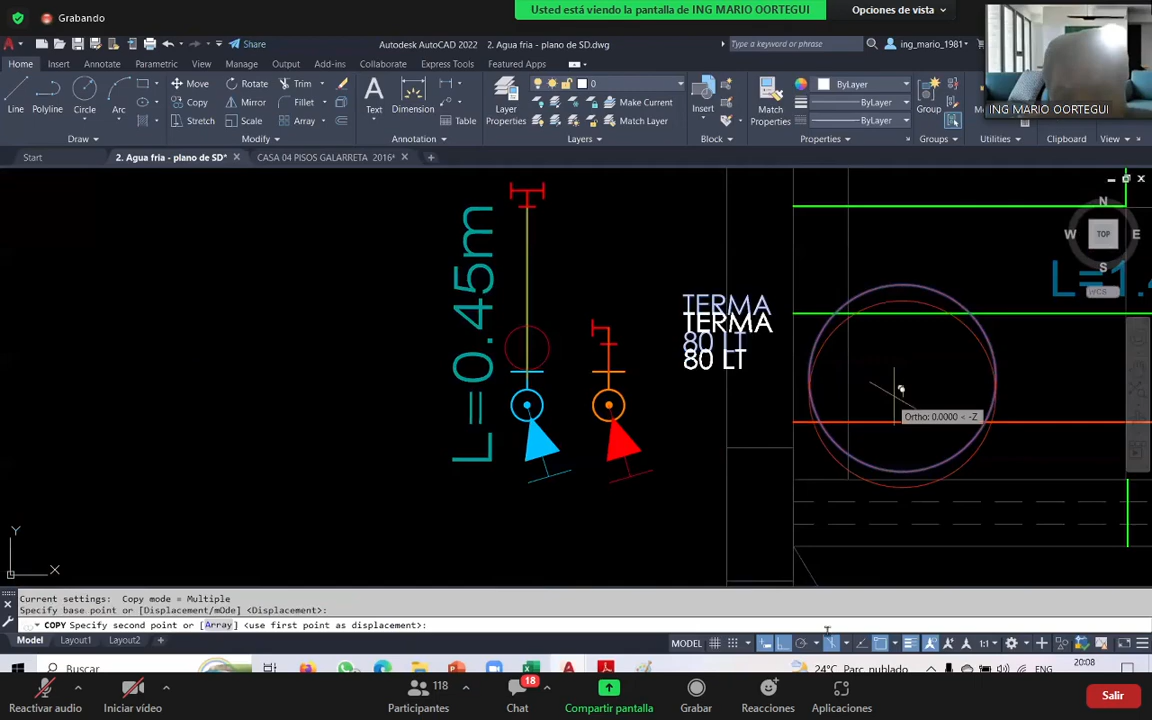 Grabando
Usted está viendo la pantalla de ING MARIO OORTEGUI
Opciones de vista
Share
Autodesk AutoCAD 2022
2. Agua fria - plano de SD.dwg
Type a keyword or phrase
ing_mario_1981
ING MARIO OORTEGUI
Home
Insert
Annotate
Parametric
View
Manage
Output
Add-ins
Collaborate
Express Tools
Featured Apps
Line
Polyline
Circle
Arc
Move
Rotate
Trim
Copy
Mirror
Fillet
Stretch
Scale
Array
Text
Dimension
Table
Layer
Properties
0
Make Current
Match Layer
Insert
Match
Properties
ByLayer
ByLayer
ByLayer
Group
Draw
Modify
Annotation
Layers
Block
Properties
Groups
Utilities
Clipboard
View
Start
2. Agua fria - plano de SD*
CASA 04 PISOS GALARRETA 2016*
L=0.45m
TERMA
TERMA
80 LT
80 LT
N
W
TOP
E
S
WCS
Ortho: 0.0000 < -Z
Y
X
Current settings: Copy mode = Multiple
Specify base point or [Displacement/mOde] <Displacement>:
COPY Specify second point or [Array] <use first point as displacement>:
Model
Layout1
Layout2
MODEL
1:1
Buscar
24°C Parc. nublado
ENG
20:08
Reactivar audio
Iniciar vídeo
118
Participantes
18
Chat
Compartir pantalla
Grabar
Reacciones
Aplicaciones
Salir